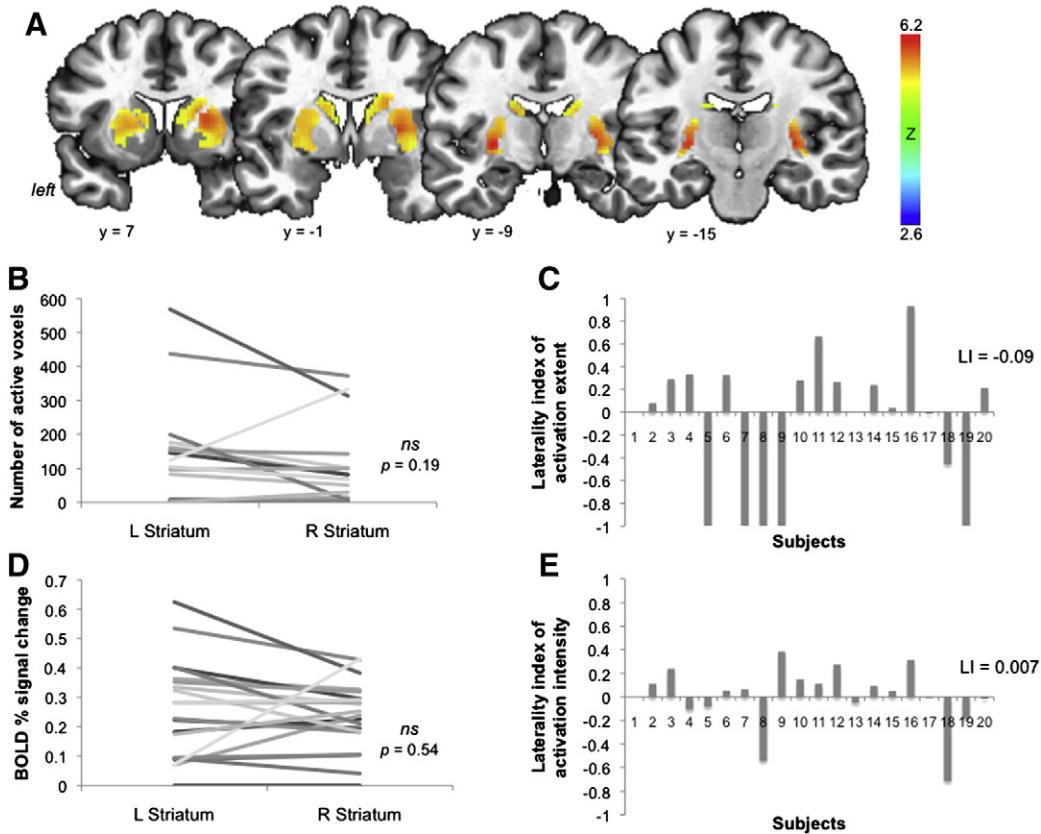 A
6.2
Z
2.6
left
y = 7
y = -1
y = -9
y = -15
B
Number of active voxels
600
500
400
300
200
100
0
L Striatum
R Striatum
ns
p = 0.19
C
Laterality index of
activation extent
1
0.8
0.6
0.4
0.2
0
-0.2
-0.4
-0.6
-0.8
-1
1 2 3 4 5 6 7 8 9 10 11 12 13 14 15 16 17 18 19 20
LI = -0.09
Subjects
D
BOLD % signal change
0.7
0.6
0.5
0.4
0.3
0.2
0.1
0
L Striatum
R Striatum
ns
p = 0.54
E
Laterality index of
activation intensity
1
0.8
0.6
0.4
0.2
0
-0.2
-0.4
-0.6
-0.8
-1
1 2 3 4 5 6 7 8 9 10 11 12 13 14 15 16 17 18 19 20
LI = 0.007
Subjects